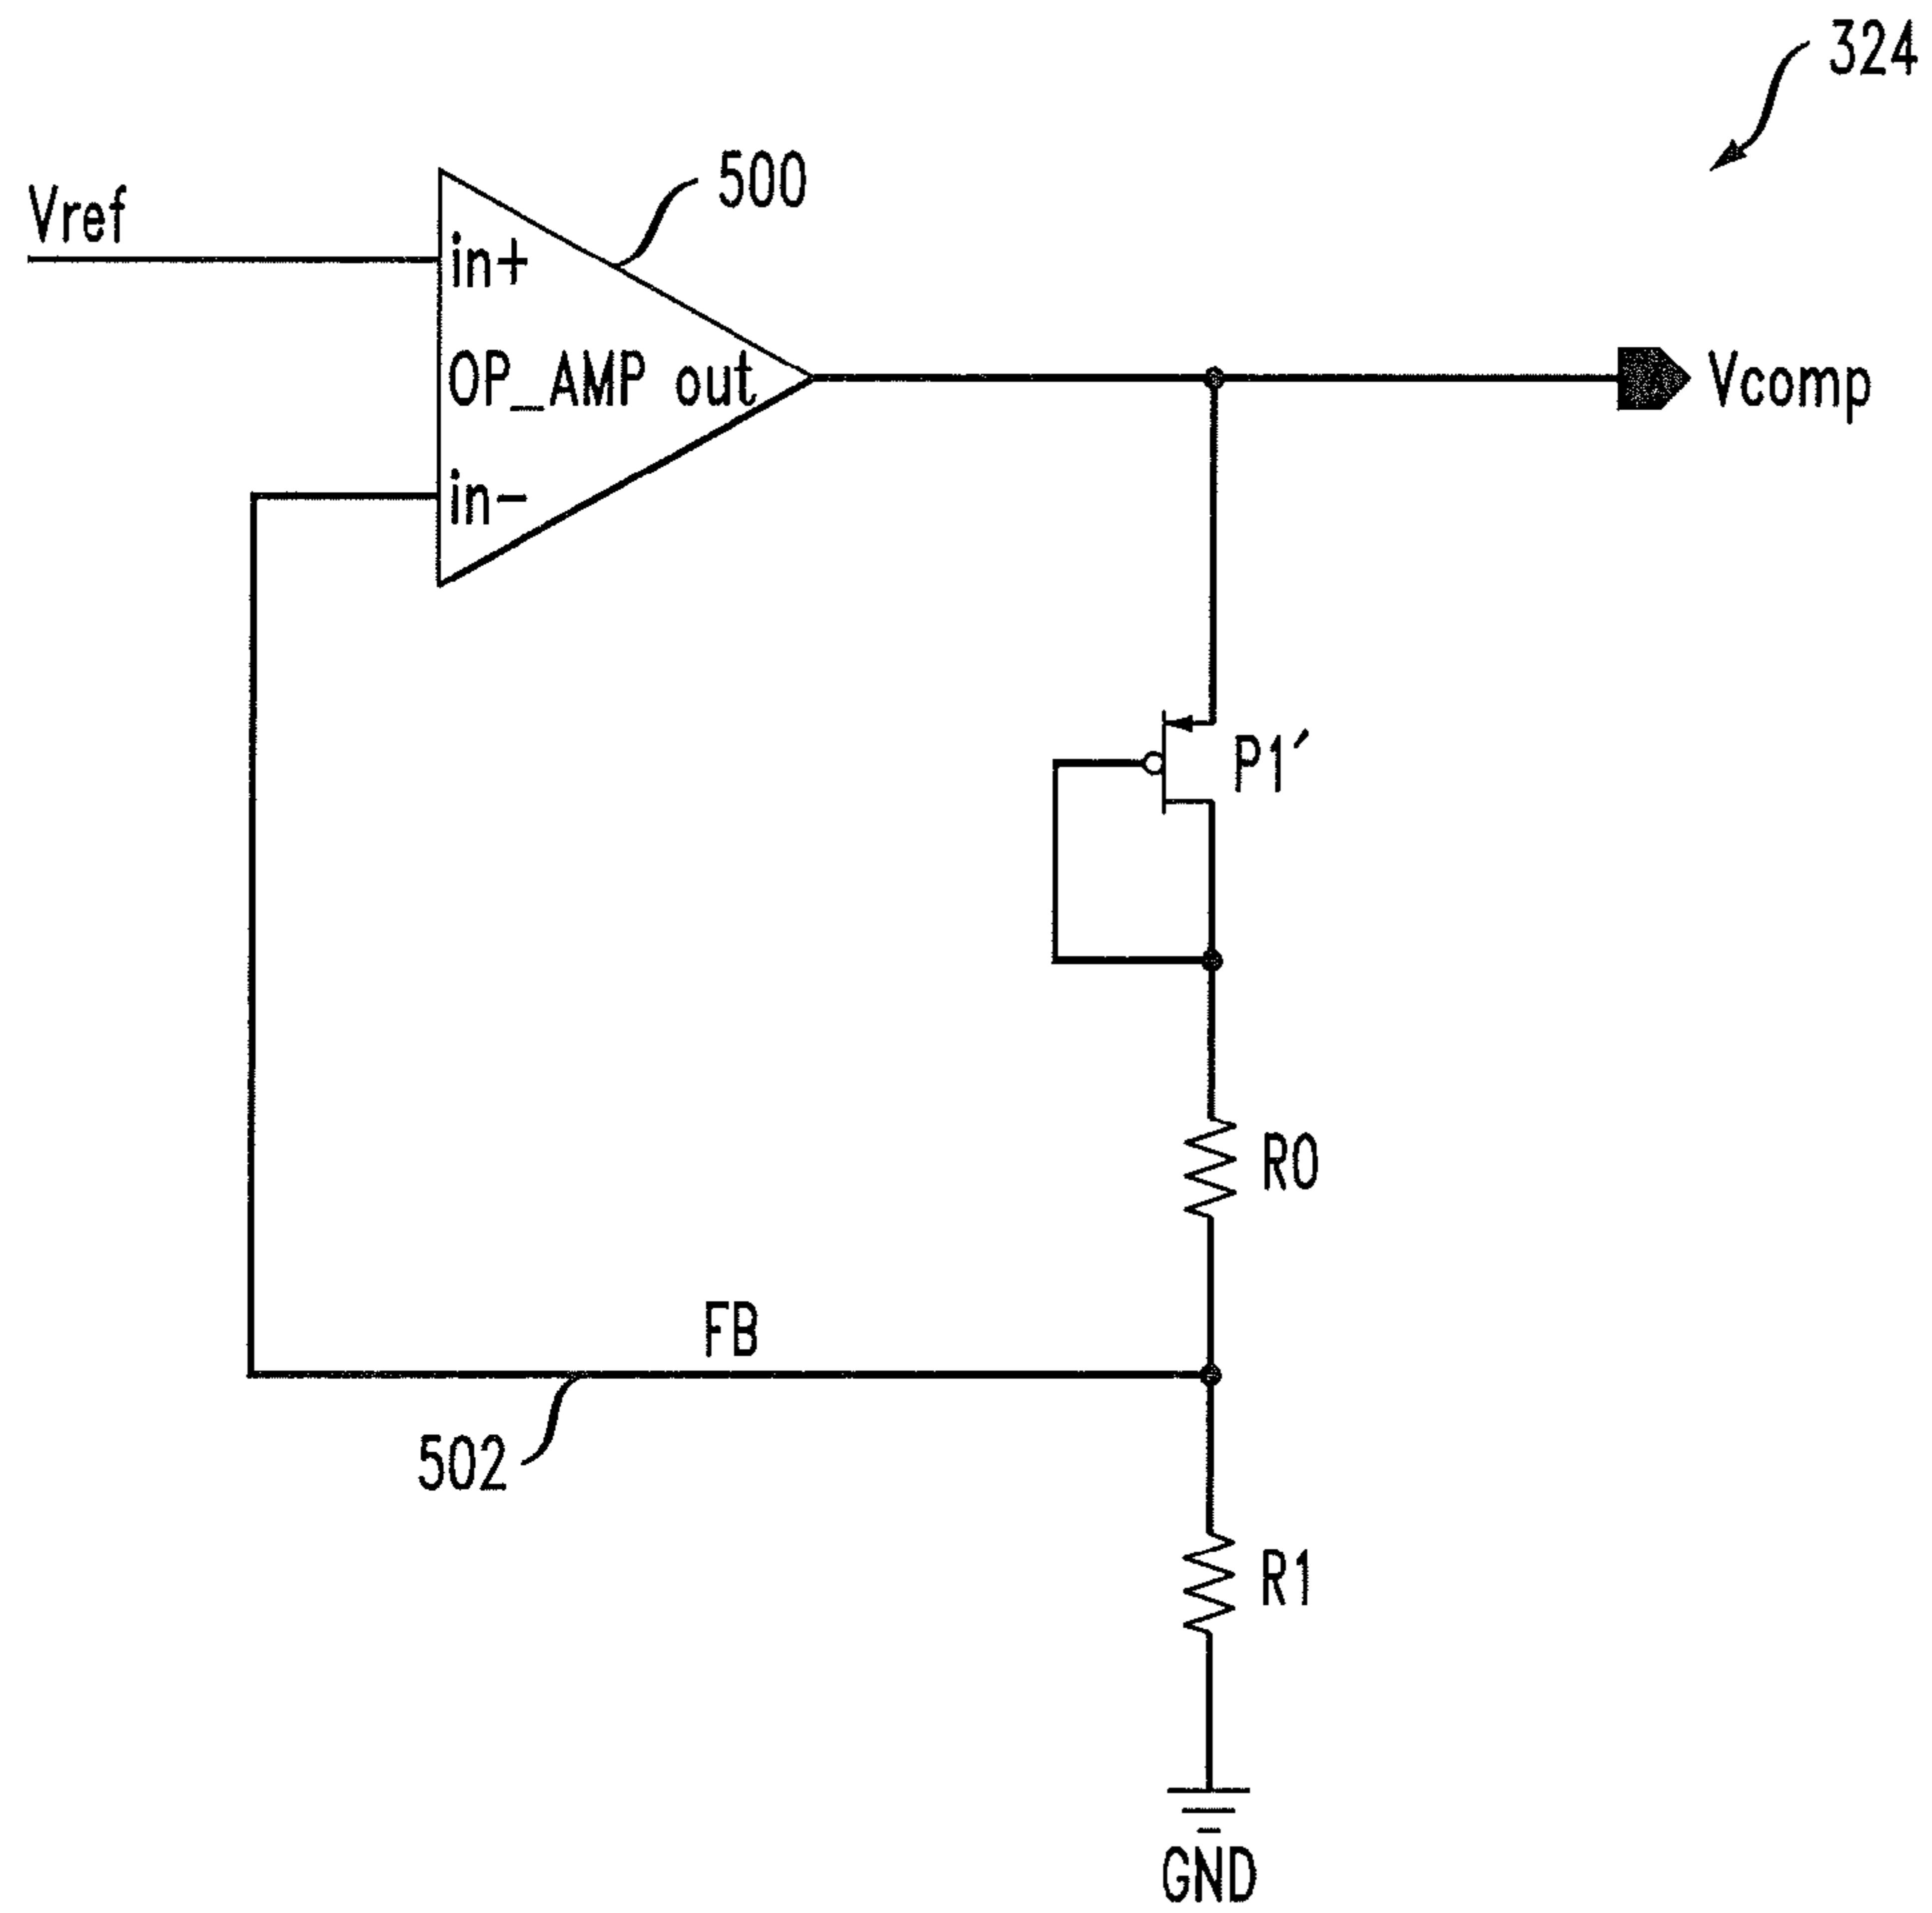 324
500
Vref
in+
OP_AMP out
Vcomp
in-
P1′
R0
FB
502
R1
GND